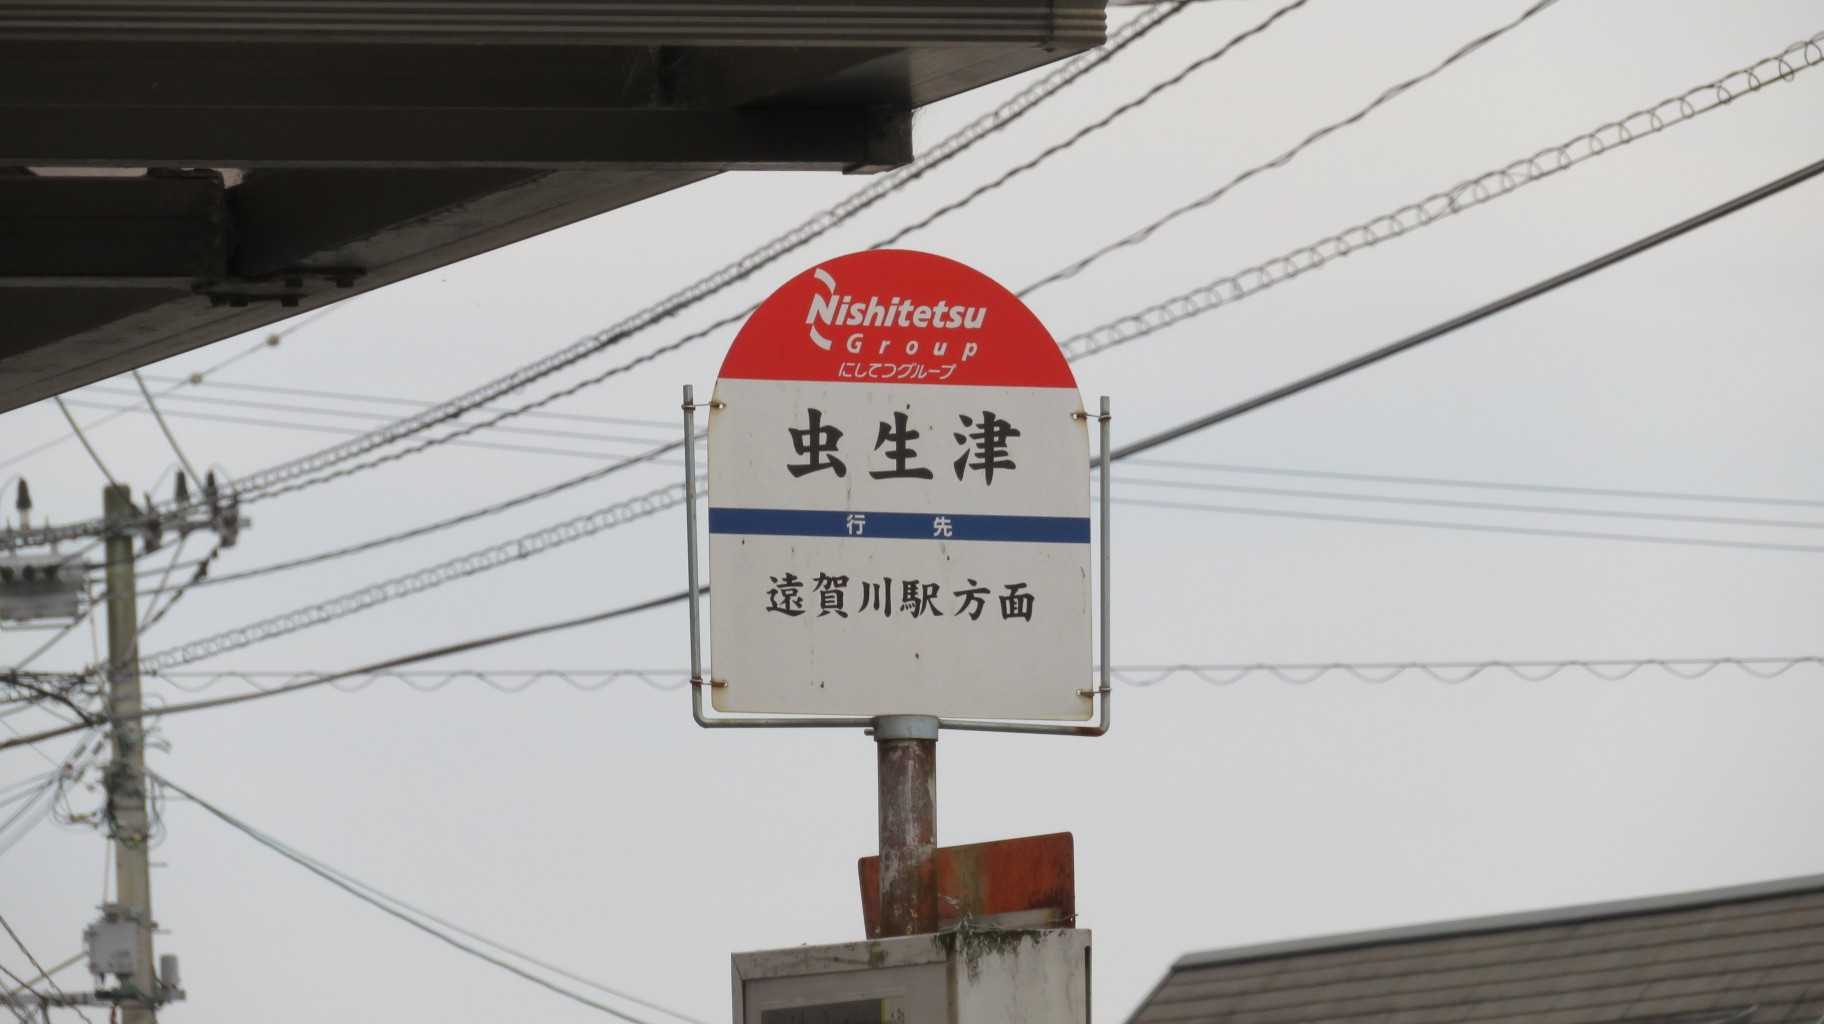 Nishitetsu
Group
にしてつグループ
虫生津
行先
遠賀川駅方面